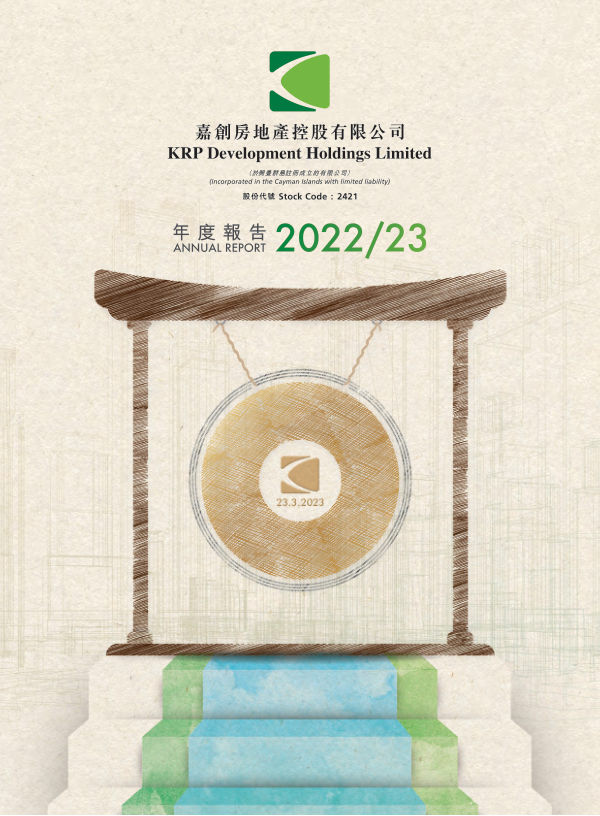 嘉創房地產控股有限公司
KRP Development Holdings Limited
（於開曼群島註冊成立的有限公司）
(Incorporated in the Cayman Islands with limited liability)
股份代號 Stock Code : 2421
年度報告
ANNUAL REPORT 2022/23
23.3.2023